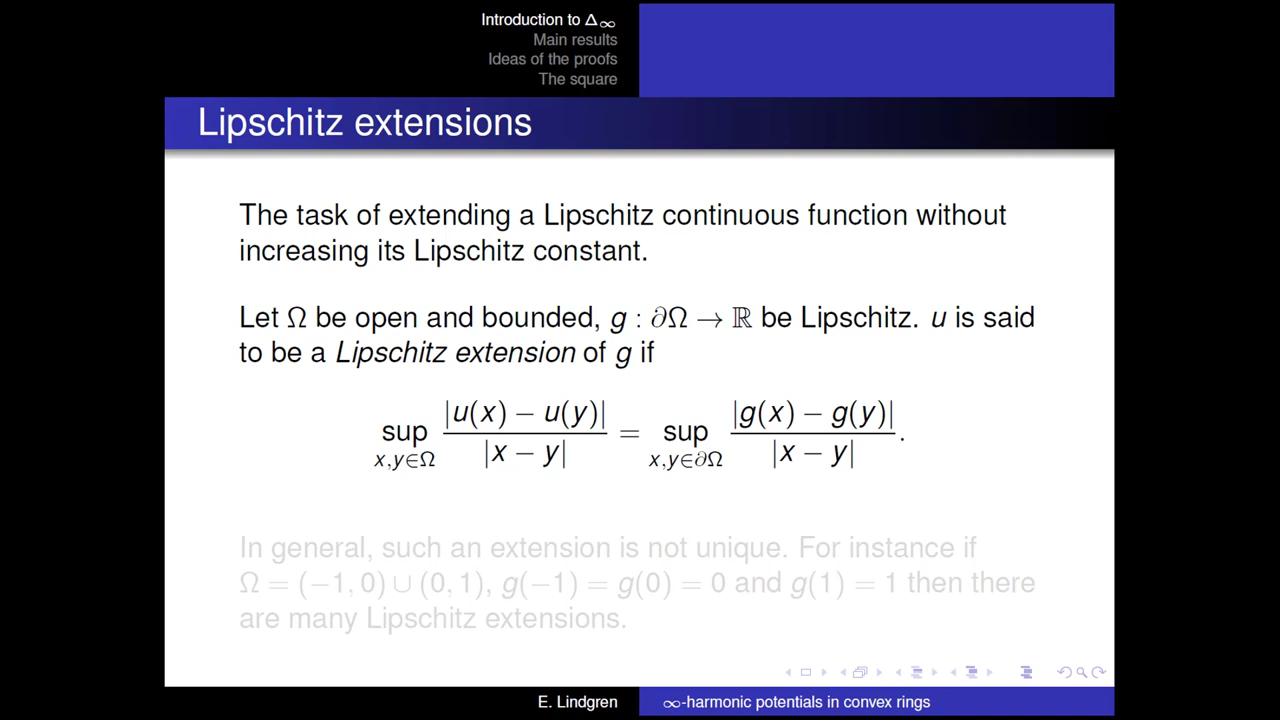 Introduction to Δ∞
Main results
Ideas of the proofs
The square
Lipschitz extensions
The task of extending a Lipschitz continuous function without
increasing its Lipschitz constant.
Let Ω be open and bounded, g : ∂Ω → ℝ be Lipschitz. u is said
to be a Lipschitz extension of g if
sup_{x,y∈Ω} |u(x) − u(y)| / |x − y| = sup_{x,y∈∂Ω} |g(x) − g(y)| / |x − y|.
In general, such an extension is not unique. For instance if
Ω = (−1, 0) ∪ (0, 1), g(−1) = g(0) = 0 and g(1) = 1 then there
are many Lipschitz extensions.
E. Lindgren
∞-harmonic potentials in convex rings